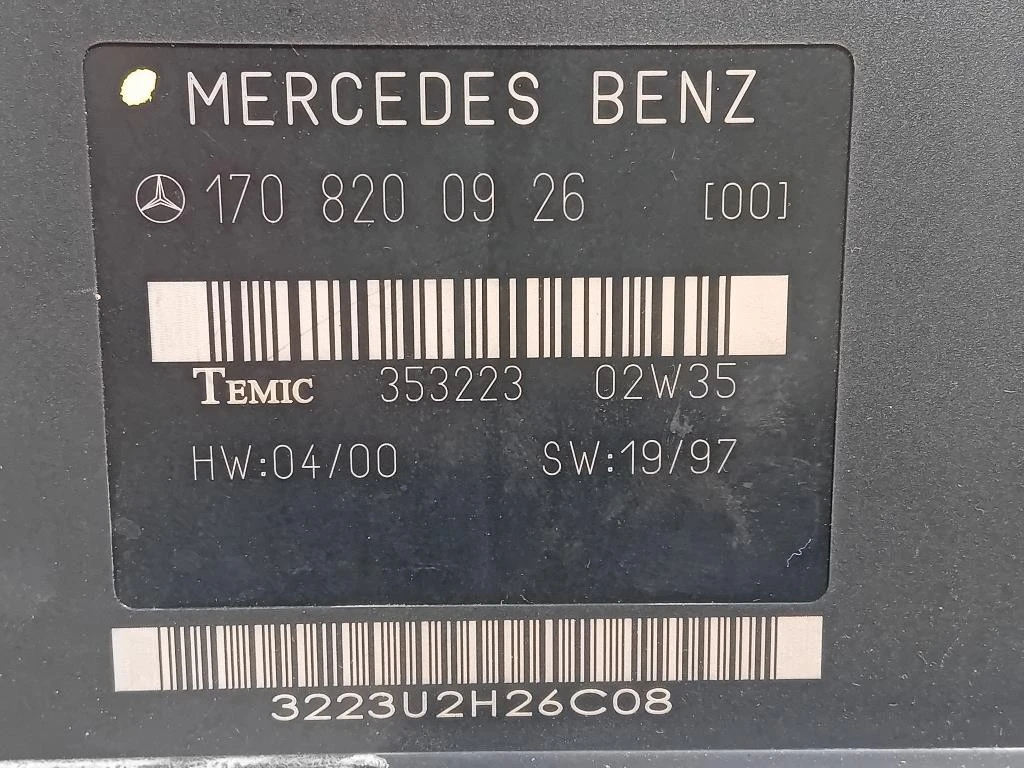 MERCEDES BENZ
170 820 09 26 [00]
TEMIC 353223 02W35
HW:04/00 SW:19/97
3223U2H26C08